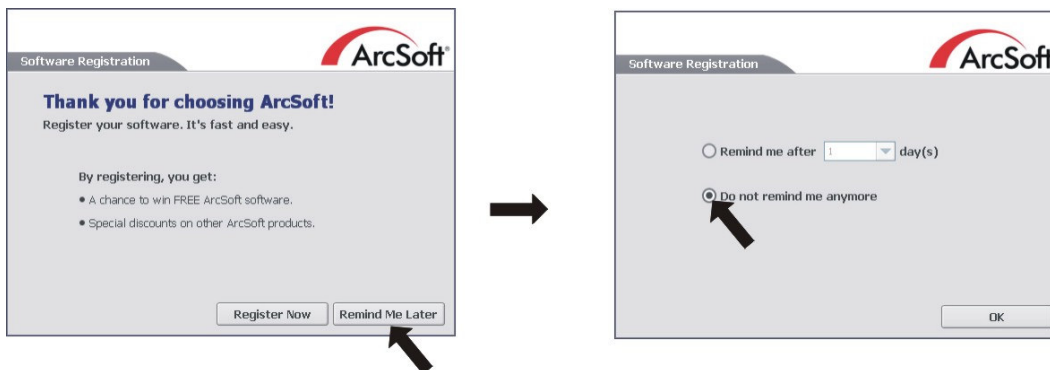 ArcSoft®
Software Registration
Thank you for choosing ArcSoft!
Register your software. It's fast and easy.
By registering, you get:
• A chance to win FREE ArcSoft software.
• Special discounts on other ArcSoft products.
Register Now
Remind Me Later
ArcSoft
Software Registration
Remind me after 1 day(s)
Do not remind me anymore
OK